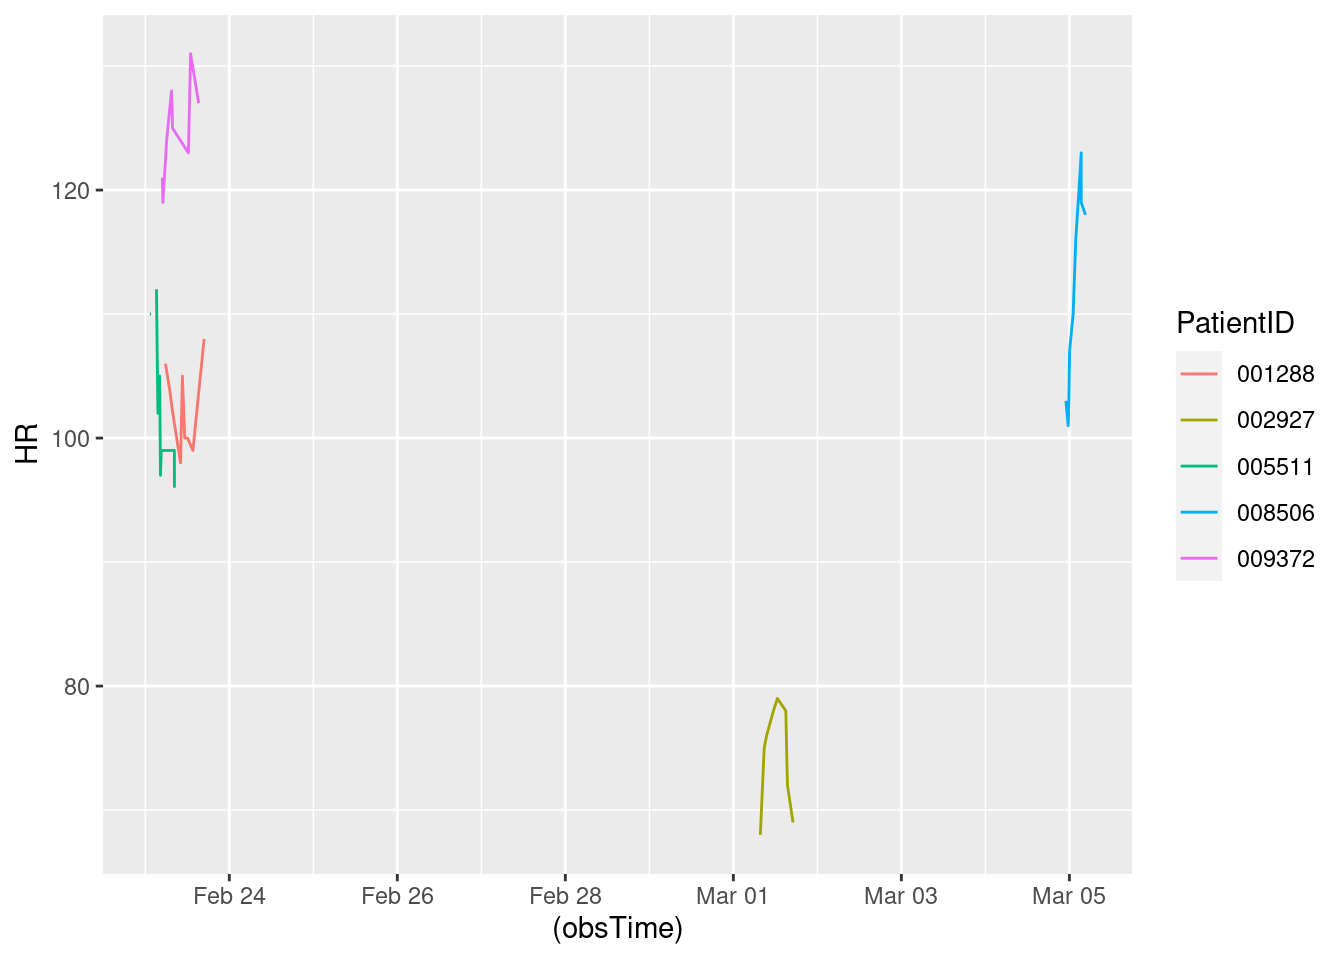 120
100
80
HR
Feb 24
Feb 26
Feb 28
Mar 01
Mar 03
Mar 05
(obsTime)
PatientID
001288
002927
005511
008506
009372